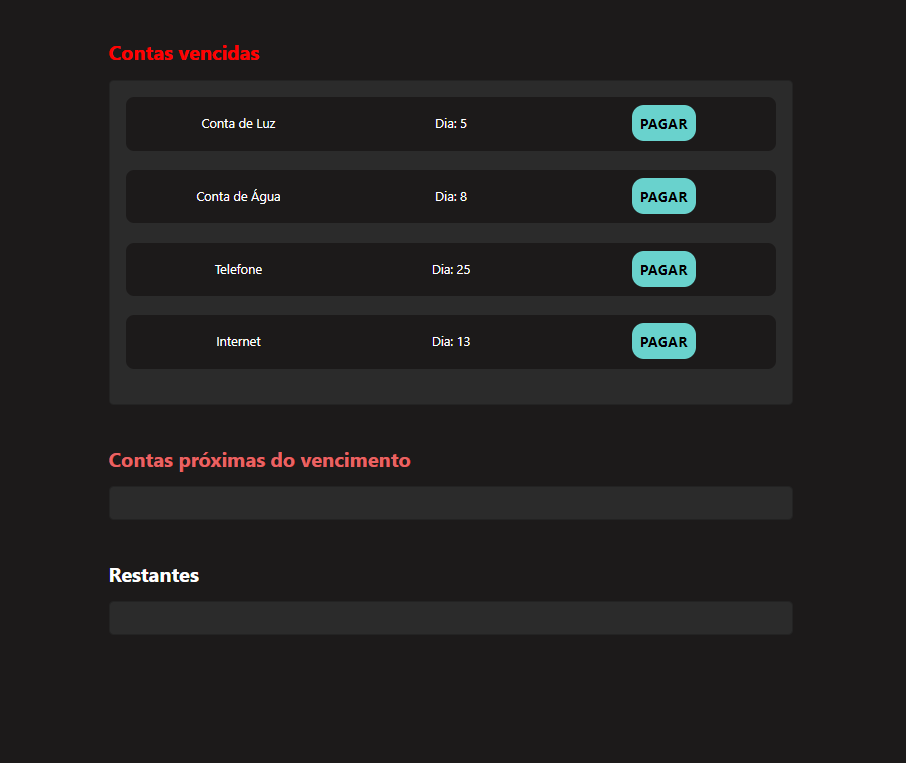 Contas vencidas
Conta de Luz Dia: 5 PAGAR
Conta de Água Dia: 8 PAGAR
Telefone Dia: 25 PAGAR
Internet Dia: 13 PAGAR
Contas próximas do vencimento
Restantes